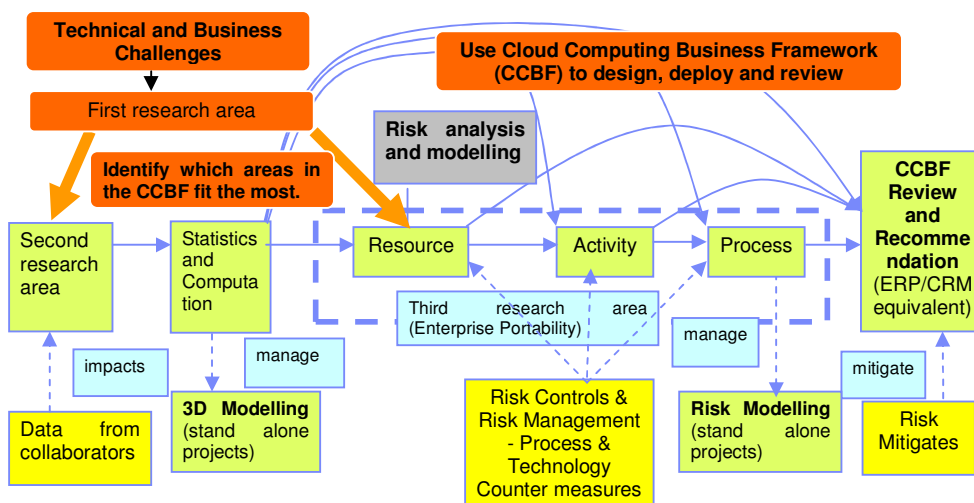 Technical and Business
Challenges
Use Cloud Computing Business Framework
(CCBF) to design, deploy and review
First research area
Risk analysis
and modelling
Identify which areas in
the CCBF fit the most.
CCBF
Review
and
Recomme
ndation
(ERP/CRM
equivalent)
Second
research
area
Statistics
and
Computa
tion
Resource
Activity
Process
Third research area
(Enterprise Portability)
impacts
manage
manage
mitigate
Data from
collaborators
3D Modelling
(stand alone
projects)
Risk Controls &
Risk Management
- Process &
Technology
Counter measures
Risk Modelling
(stand alone
projects)
Risk
Mitigates